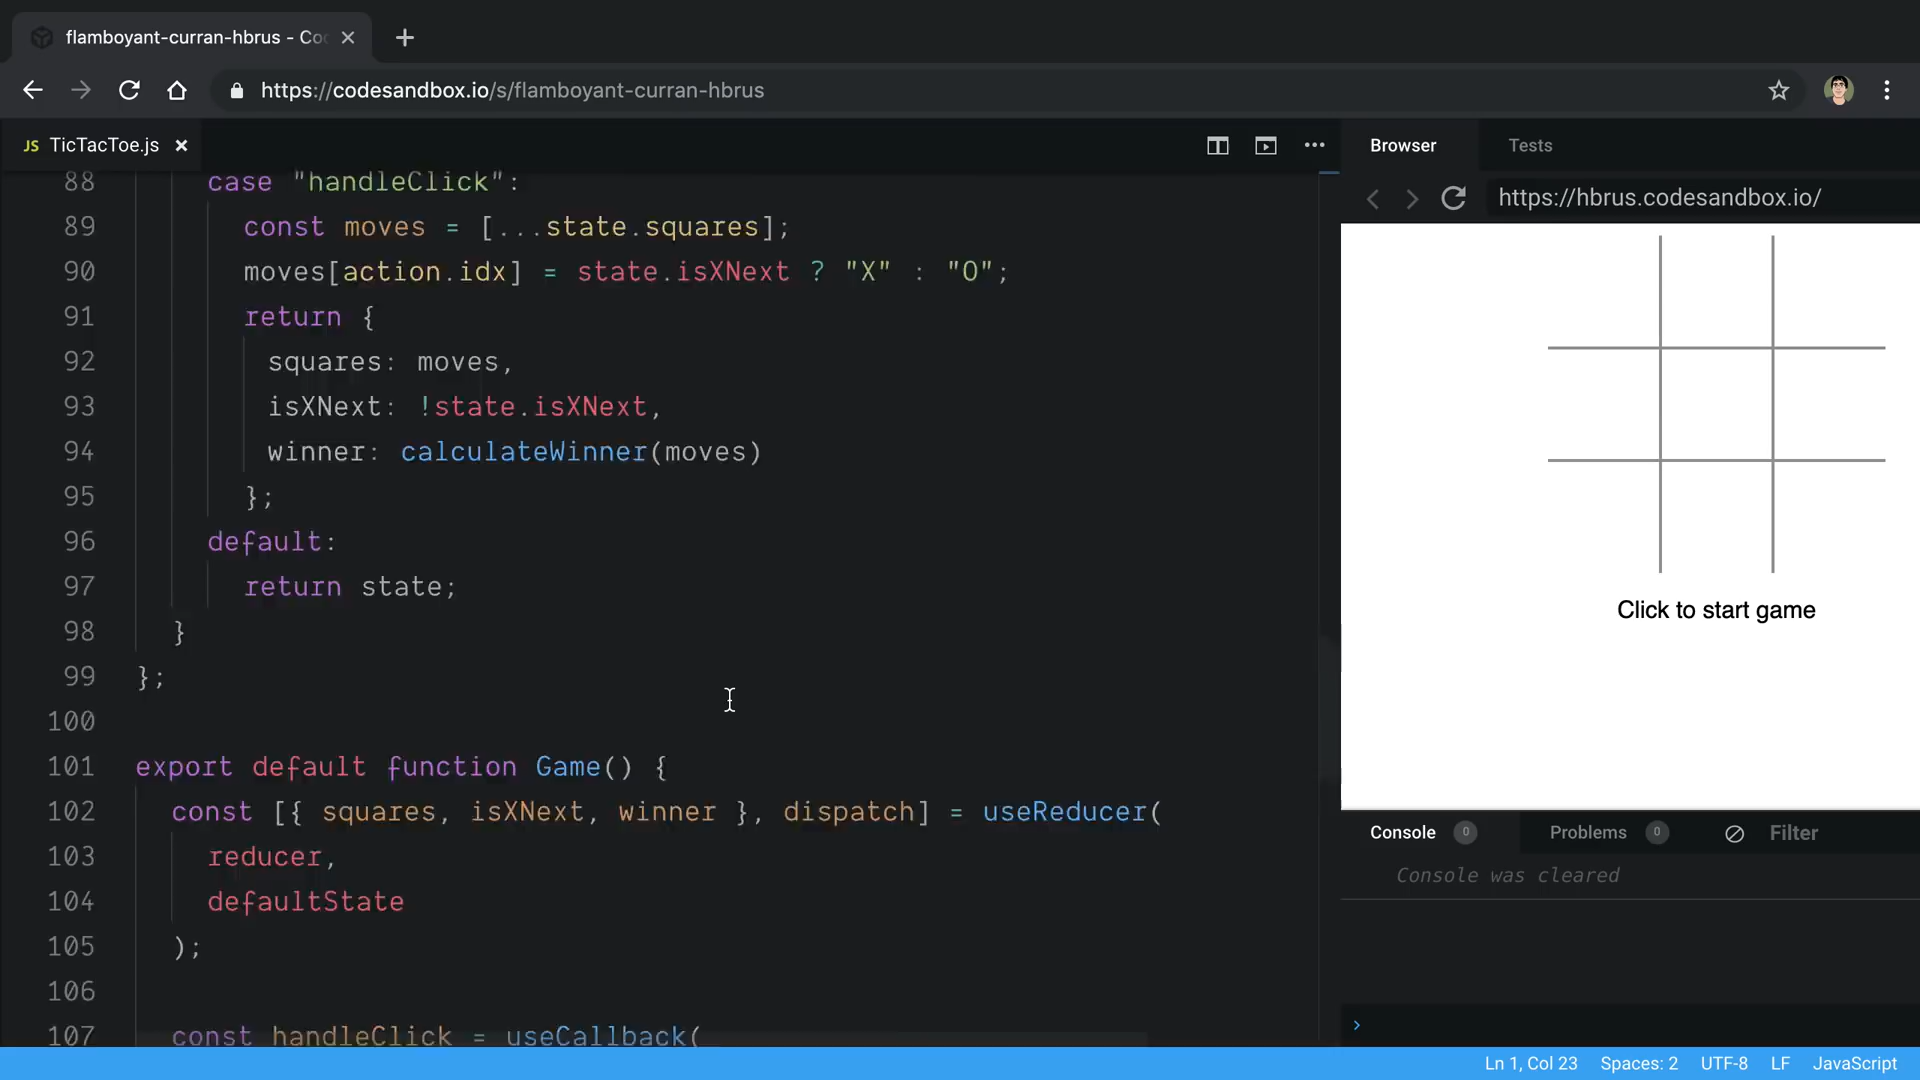 flamboyant-curran-hbrus - Co
https://codesandbox.io/s/flamboyant-curran-hbrus
JS TicTacToe.js
88 case "handleClick":
89 const moves = [...state.squares];
90 moves[action.idx] = state.isXNext ? "X" : "O";
91 return {
92 squares: moves,
93 isXNext: !state.isXNext,
94 winner: calculateWinner(moves)
95 };
96 default:
97 return state;
98 }
99 };
100
101 export default function Game() {
102 const [{ squares, isXNext, winner }, dispatch] = useReducer(
103 reducer,
104 defaultState
105 );
106
107 const handleClick = useCallback(
Browser Tests
https://hbrus.codesandbox.io/
Click to start game
Console 0 Problems 0 Filter
Console was cleared
Ln 1, Col 23 Spaces: 2 UTF-8 LF JavaScript